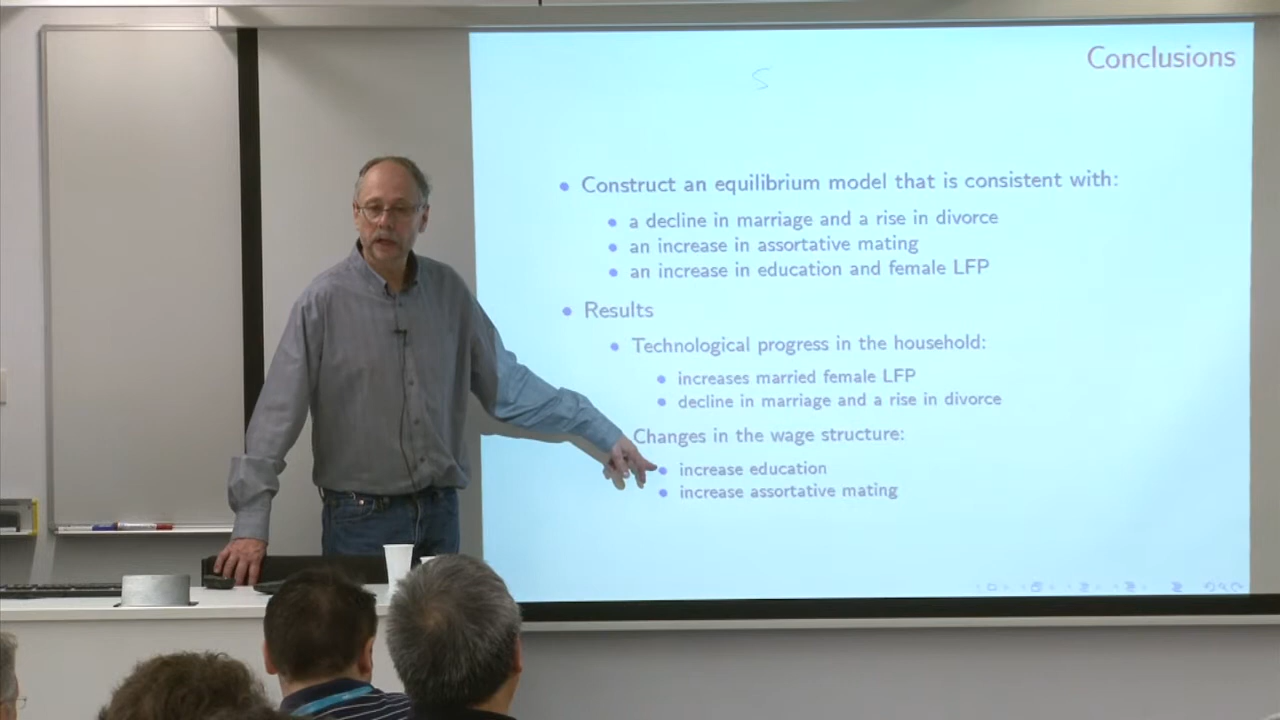 Conclusions
Construct an equilibrium model that is consistent with:
a decline in marriage and a rise in divorce
an increase in assortative mating
an increase in education and female LFP
Results
Technological progress in the household:
increases married female LFP
decline in marriage and a rise in divorce
Changes in the wage structure:
increase education
increase assortative mating